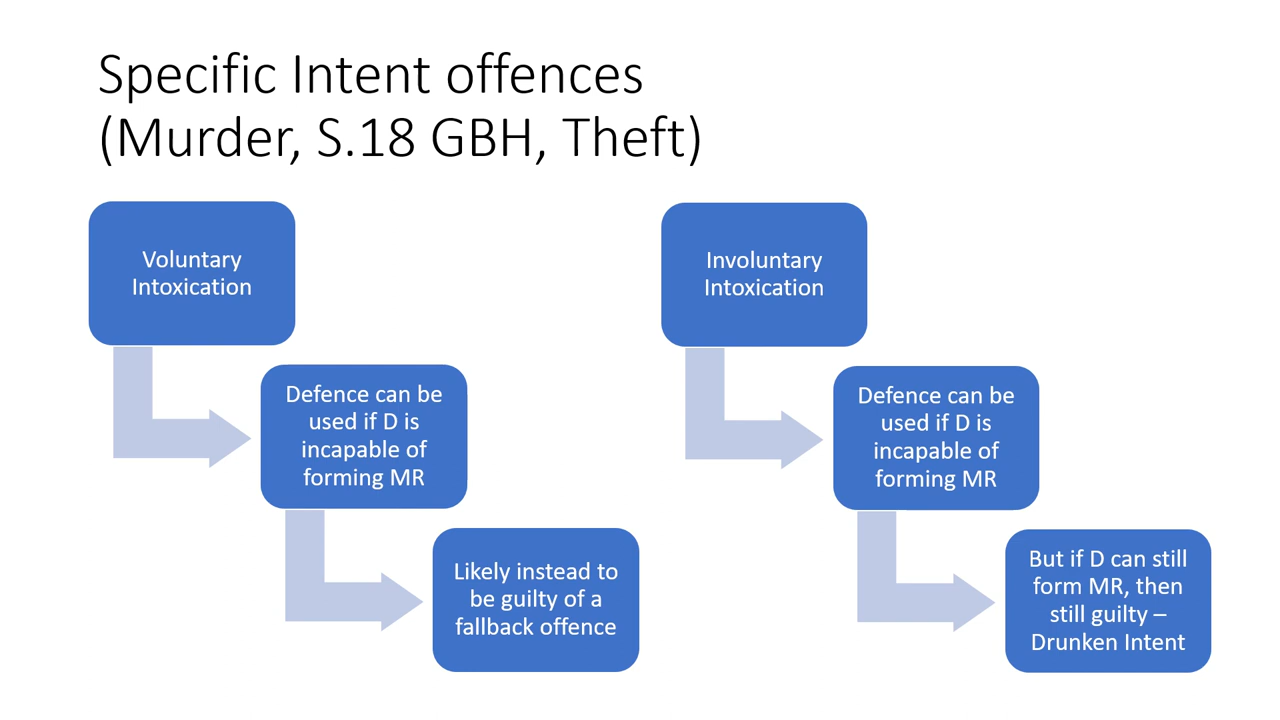 Specific Intent offences
(Murder, S.18 GBH, Theft)
Voluntary
Intoxication
Defence can be
used if D is
incapable of
forming MR
Likely instead to
be guilty of a
fallback offence
Involuntary
Intoxication
Defence can be
used if D is
incapable of
forming MR
But if D can still
form MR, then
still guilty –
Drunken Intent